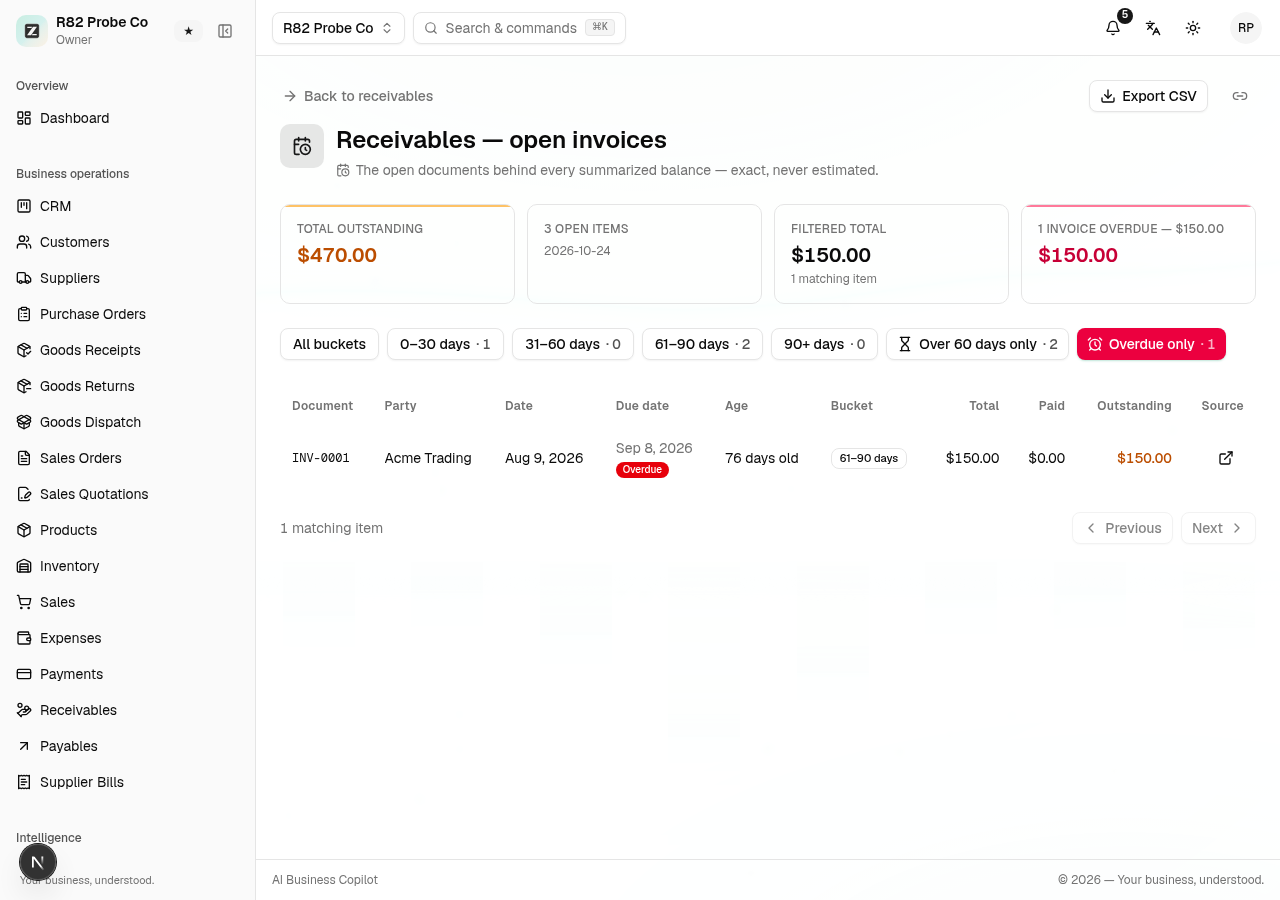 R82 Probe Co
Owner
★
Overview
Dashboard
Business operations
CRM
Customers
Suppliers
Purchase Orders
Goods Receipts
Goods Returns
Goods Dispatch
Sales Orders
Sales Quotations
Products
Inventory
Sales
Expenses
Payments
Receivables
Payables
Supplier Bills
Intelligence
N
Your business, understood.
R82 Probe Co
Search & commands ⌘K
5
RP
Back to receivables
Export CSV
Receivables — open invoices
The open documents behind every summarized balance — exact, never estimated.
TOTAL OUTSTANDING
$470.00
3 OPEN ITEMS
2026-10-24
FILTERED TOTAL
$150.00
1 matching item
1 INVOICE OVERDUE — $150.00
$150.00
All buckets 0–30 days · 1 31–60 days · 0 61–90 days · 2 90+ days · 0 Over 60 days only · 2 Overdue only · 1
Document Party Date Due date Age Bucket Total Paid Outstanding Source
INV-0001 Acme Trading Aug 9, 2026 Sep 8, 2026 76 days old 61–90 days $150.00 $0.00 $150.00
Overdue
1 matching item
Previous Next
AI Business Copilot
© 2026 — Your business, understood.